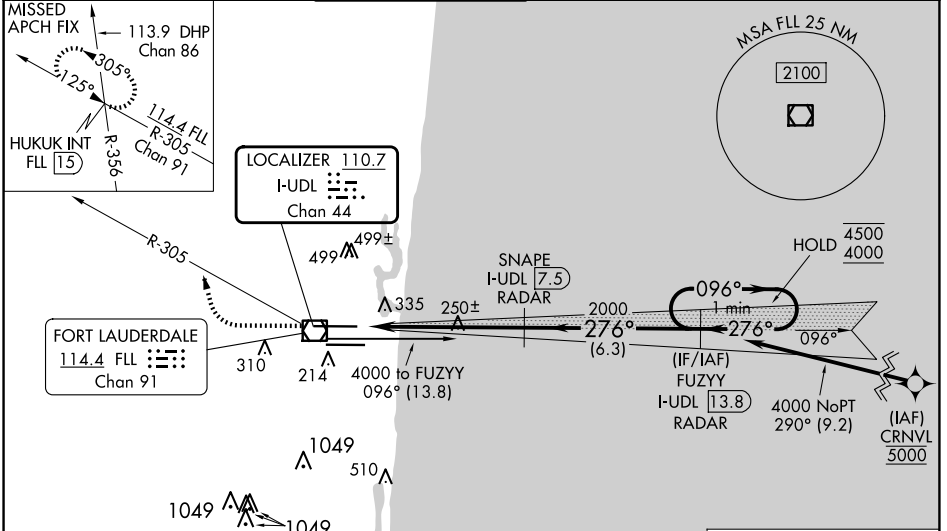 MISSED
APCH FIX
113.9 DHP
Chan 86
305°
125°
114.4 FLL
R-305
Chan 91
HUKUK INT
FLL 15
R-356
MSA FLL 25 NM
2100
LOCALIZER 110.7
I-UDL
Chan 44
R-305
499
499±
335
250±
SNAPE
I-UDL 7.5
RADAR
2000
276°
(6.3)
HOLD
4500
4000
096°
1 min
276°
096°
FORT LAUDERDALE
114.4 FLL
Chan 91
310
214
4000 to FUZYY
096° (13.8)
(IF/IAF)
FUZYY
I-UDL 13.8
RADAR
4000 NoPT
290° (9.2)
(IAF)
CRNVL
5000
1049
510
1049
1049